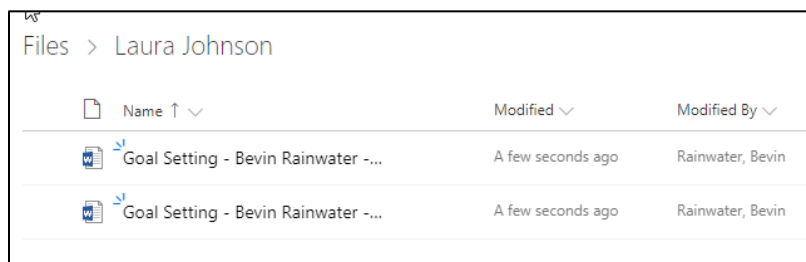 Files > Laura Johnson
Name ↑ Modified Modified By
Goal Setting - Bevin Rainwater -... A few seconds ago Rainwater, Bevin
Goal Setting - Bevin Rainwater -... A few seconds ago Rainwater, Bevin